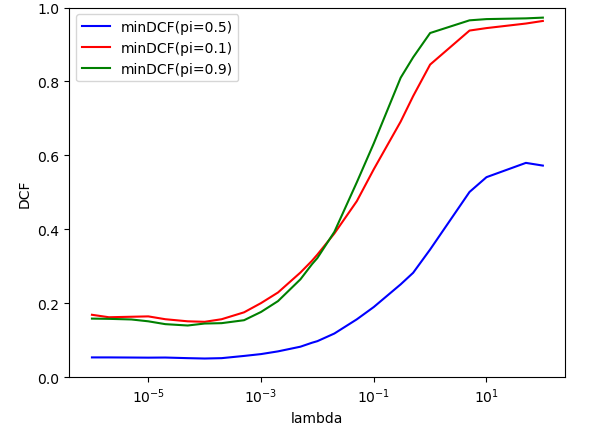 minDCF(pi=0.5)
minDCF(pi=0.1)
minDCF(pi=0.9)
1.0
0.8
0.6
0.4
0.2
0.0
DCF
10⁻⁵ 10⁻³ 10⁻¹ 10¹
lambda